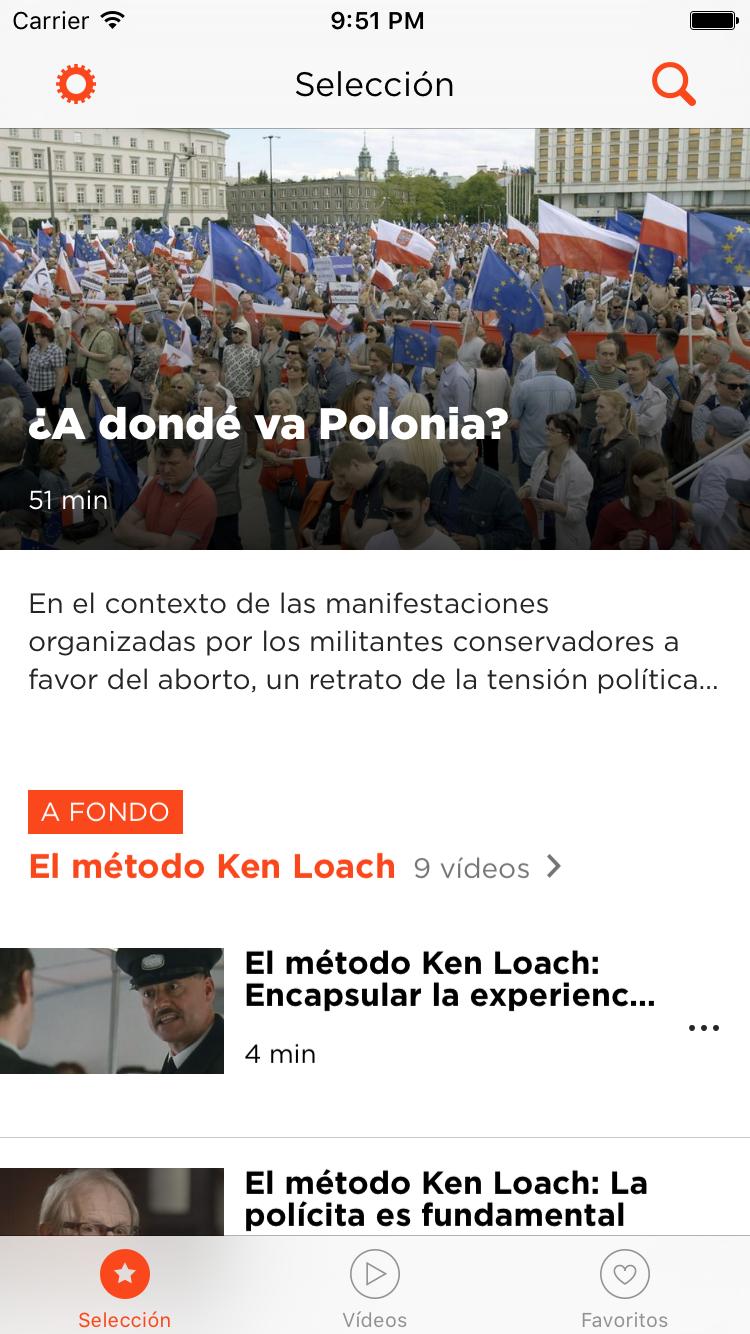 Carrier
9:51 PM
Selección
¿A dondé va Polonia?
51 min
En el contexto de las manifestaciones
organizadas por los militantes conservadores a
favor del aborto, un retrato de la tensión política...
A FONDO
El método Ken Loach 9 vídeos
El método Ken Loach:
Encapsular la experienc...
4 min
El método Ken Loach: La
polícita es fundamental
Selección
Vídeos
Favoritos